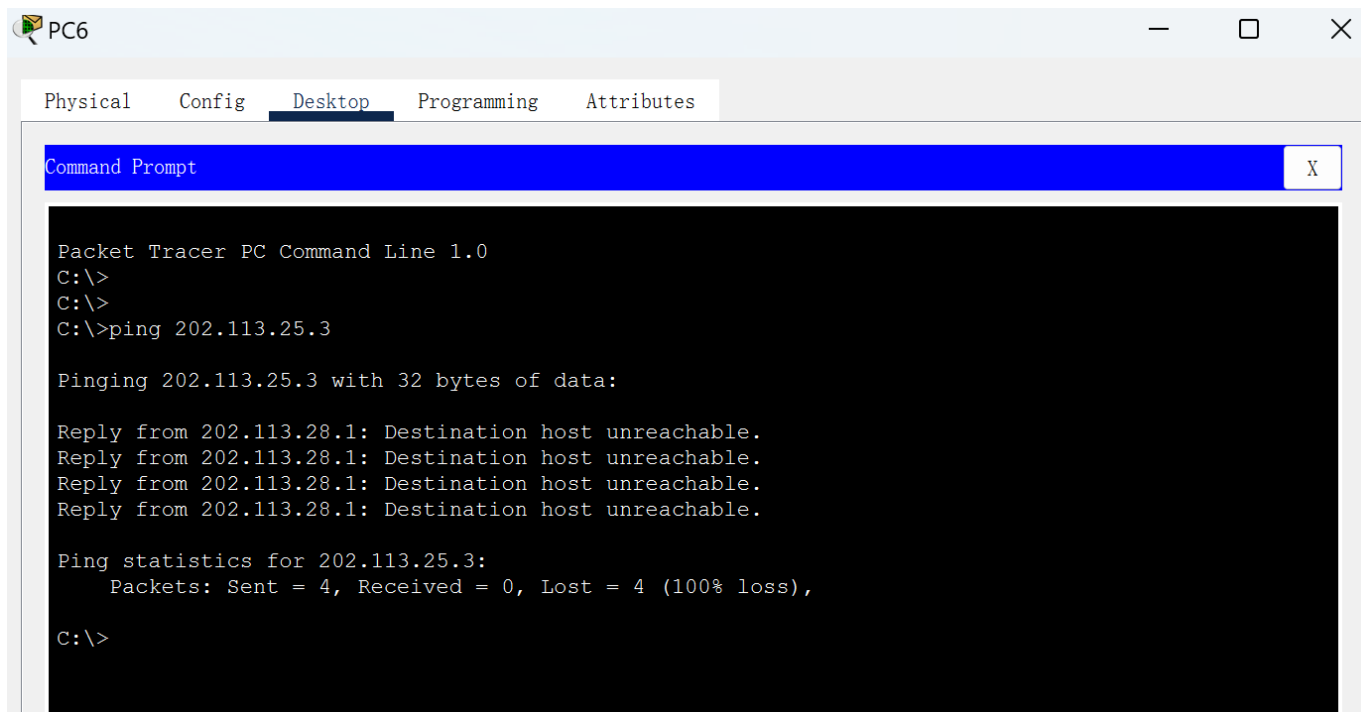 PC6
Physical Config Desktop Programming Attributes
Command Prompt
X
Packet Tracer PC Command Line 1.0
C:\>
C:\>
C:\>ping 202.113.25.3
Pinging 202.113.25.3 with 32 bytes of data:
Reply from 202.113.28.1: Destination host unreachable.
Reply from 202.113.28.1: Destination host unreachable.
Reply from 202.113.28.1: Destination host unreachable.
Reply from 202.113.28.1: Destination host unreachable.
Ping statistics for 202.113.25.3:
    Packets: Sent = 4, Received = 0, Lost = 4 (100% loss),
C:\>